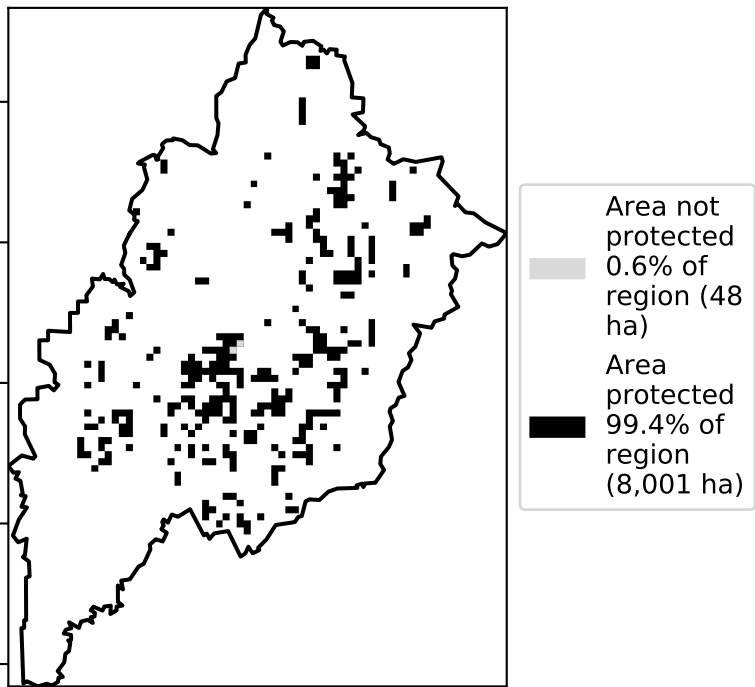 Area not
protected
0.6% of
region (48
ha)
Area
protected
99.4% of
region
(8,001 ha)